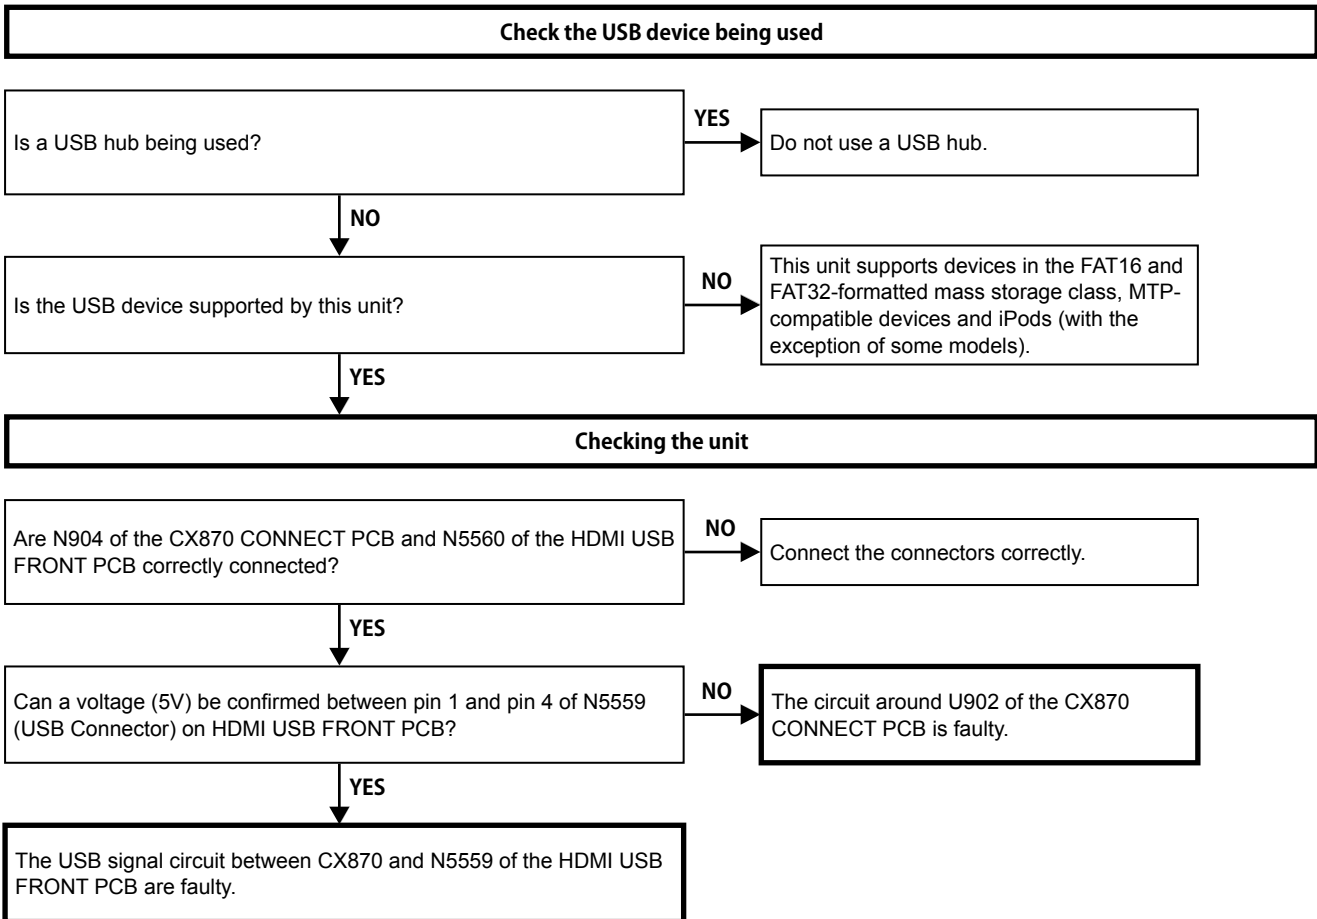 Check the USB device being used
Is a USB hub being used?
YES
Do not use a USB hub.
NO
Is the USB device supported by this unit?
NO
This unit supports devices in the FAT16 and
FAT32-formatted mass storage class, MTP-
compatible devices and iPods (with the
exception of some models).
YES
Checking the unit
Are N904 of the CX870 CONNECT PCB and N5560 of the HDMI USB
FRONT PCB correctly connected?
NO
Connect the connectors correctly.
YES
Can a voltage (5V) be confirmed between pin 1 and pin 4 of N5559
(USB Connector) on HDMI USB FRONT PCB?
NO
The circuit around U902 of the CX870
CONNECT PCB is faulty.
YES
The USB signal circuit between CX870 and N5559 of the HDMI USB
FRONT PCB are faulty.